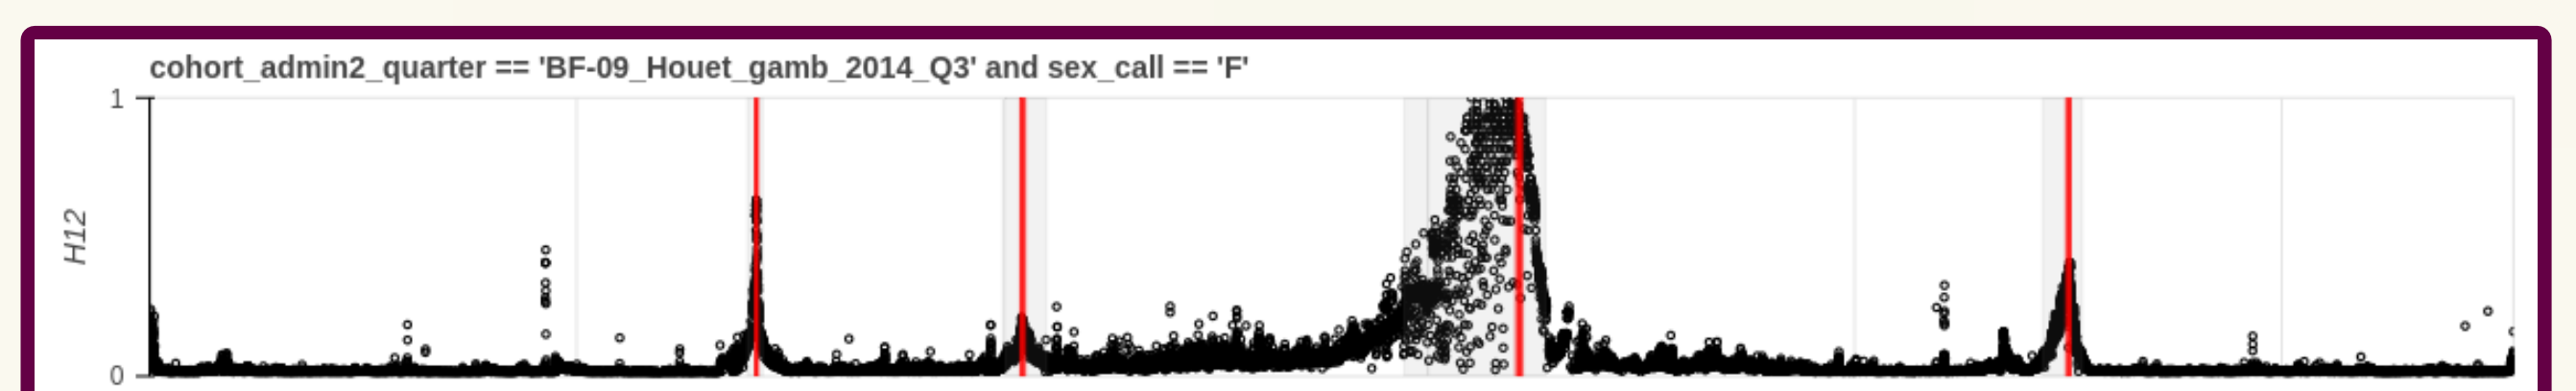 cohort_admin2_quarter == 'BF-09_Houet_gamb_2014_Q3' and sex_call == 'F'
1
H12
0